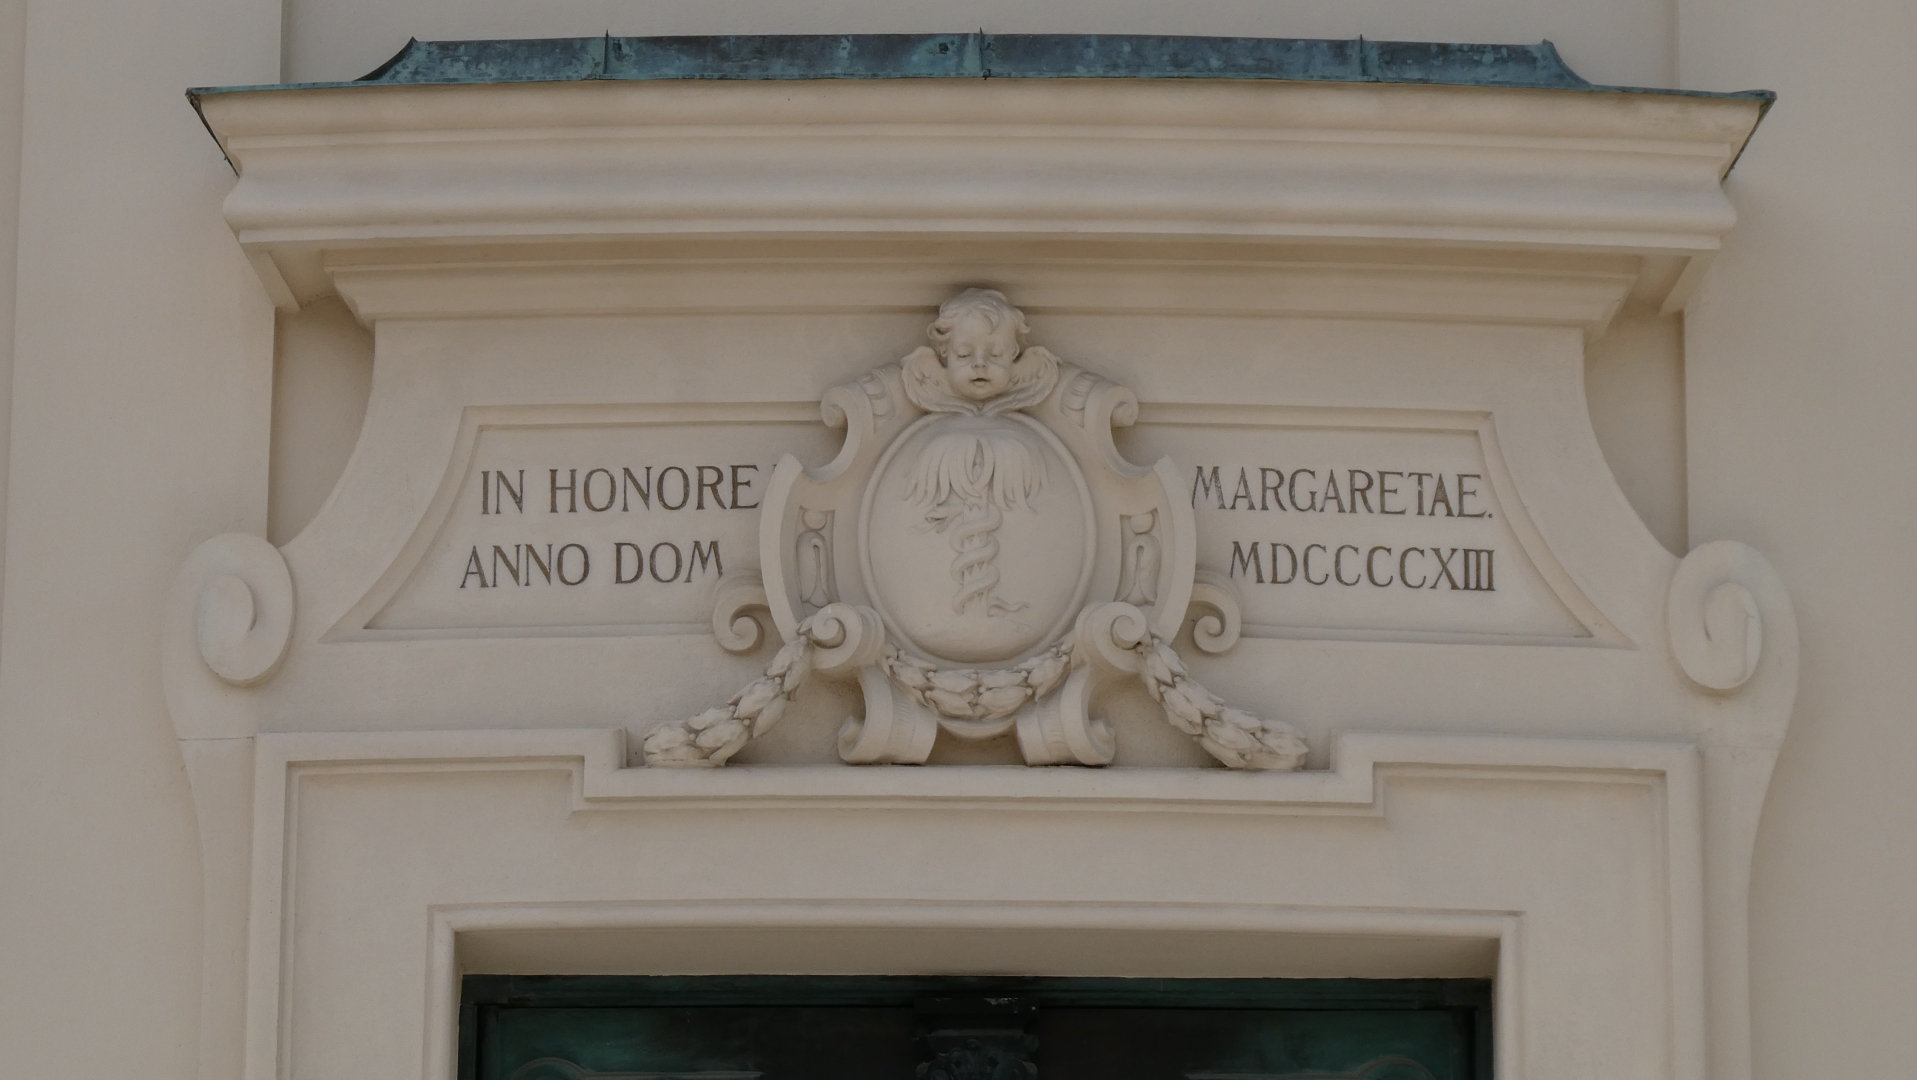 IN HONORE MARGARETAE.
ANNO DOM MDCCCCXIII